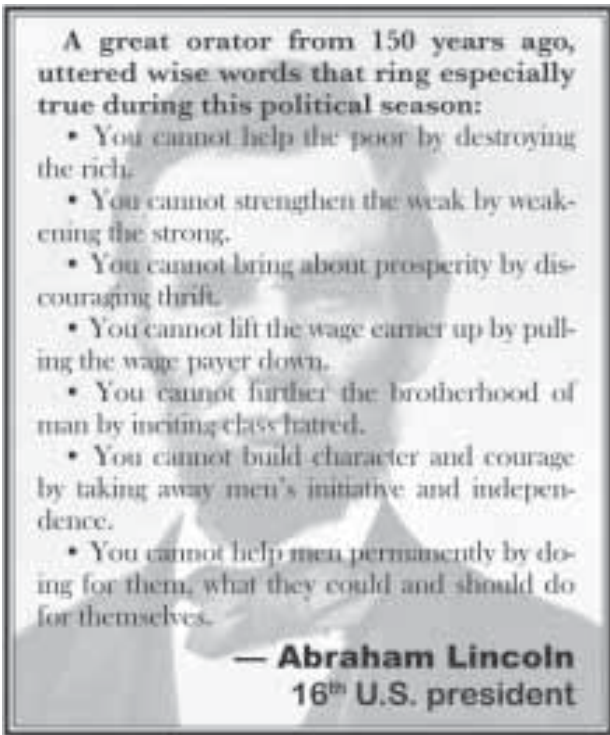 A great orator from 150 years ago,
uttered wise words that ring especially
true during this political season:
• You cannot help the poor by destroying
the rich.
• You cannot strengthen the weak by weak-
ening the strong.
• You cannot bring about prosperity by dis-
couraging thrift.
• You cannot lift the wage earner up by pull-
ing the wage payer down.
• You cannot further the brotherhood of
man by inciting class hatred.
• You cannot build character and courage
by taking away men's initiative and indepen-
dence.
• You cannot help men permanently by do-
ing for them, what they could and should do
for themselves.
— Abraham Lincoln
16th U.S. president